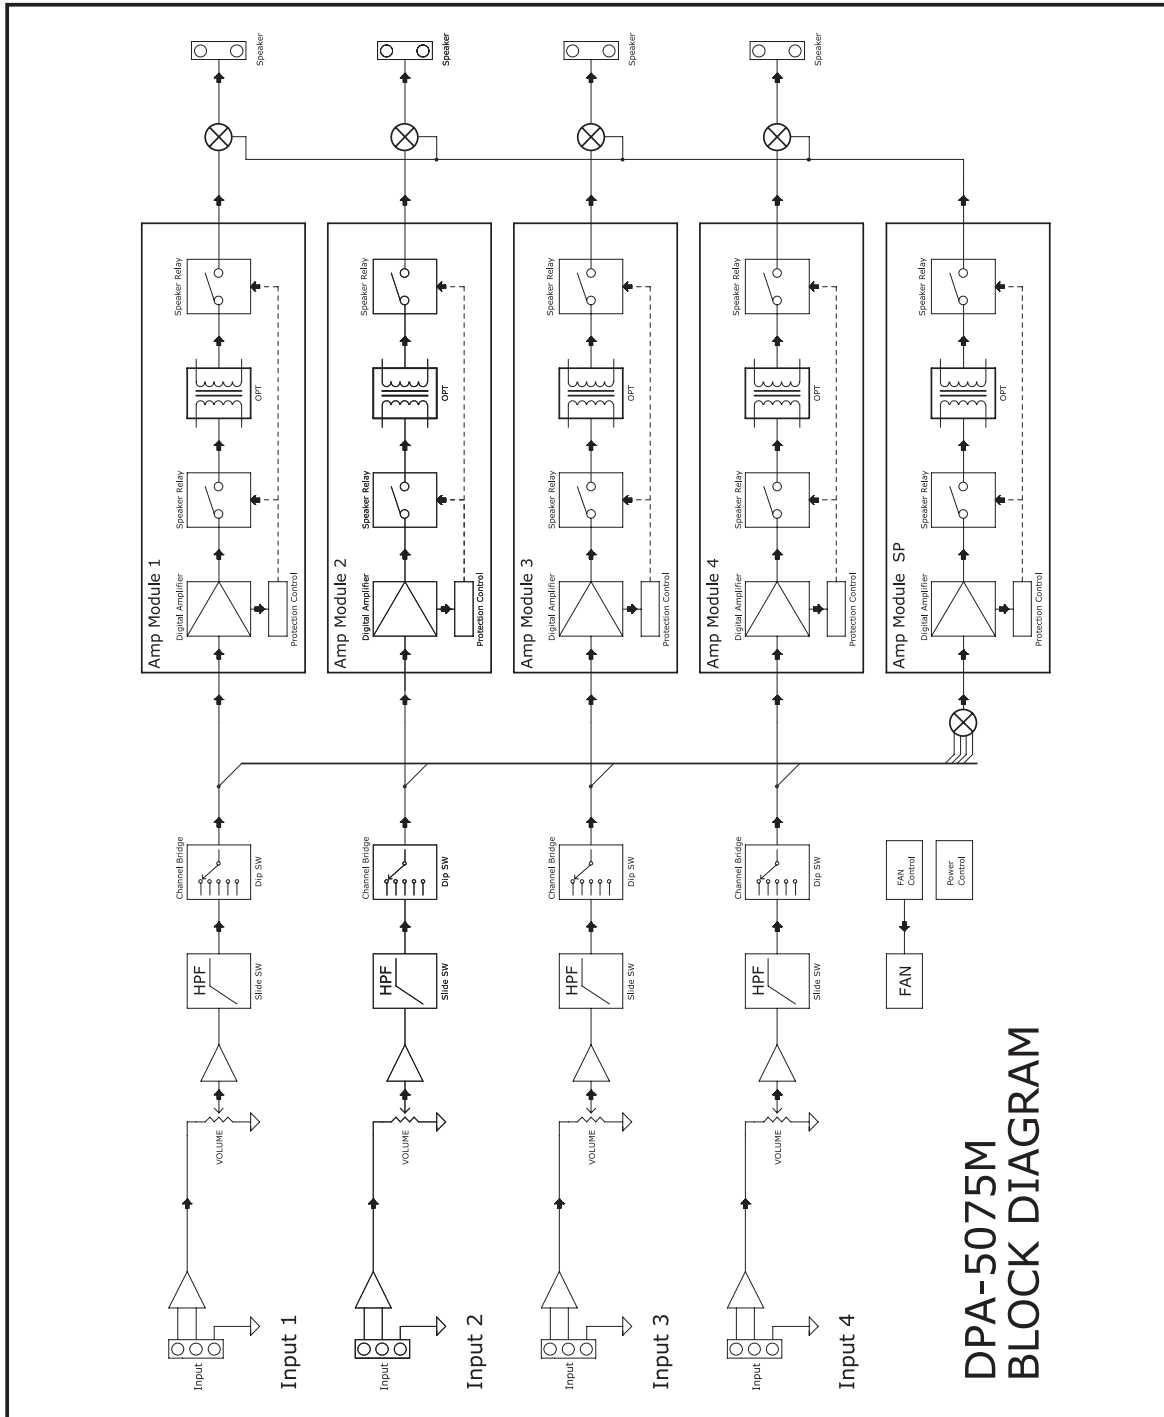 Input 1
Input
VOLUME
HPF
Slide SW
Channel Bridge
Dip SW
Amp Module 1
Digital Amplifier
Protection Control
Speaker Relay
OPT
Speaker Relay
Speaker
Input 2
Input
VOLUME
HPF
Slide SW
Channel Bridge
Dip SW
Amp Module 2
Digital Amplifier
Protection Control
Speaker Relay
OPT
Speaker Relay
Speaker
Input 3
Input
VOLUME
HPF
Slide SW
Channel Bridge
Dip SW
Amp Module 3
Digital Amplifier
Protection Control
Speaker Relay
OPT
Speaker Relay
Speaker
Input 4
Input
VOLUME
HPF
Slide SW
Channel Bridge
Dip SW
Amp Module 4
Digital Amplifier
Protection Control
Speaker Relay
OPT
Speaker Relay
Speaker
Amp Module SP
Digital Amplifier
Protection Control
Speaker Relay
OPT
Speaker Relay
FAN
FAN
Control
Power
Control
DPA-5075M
BLOCK DIAGRAM